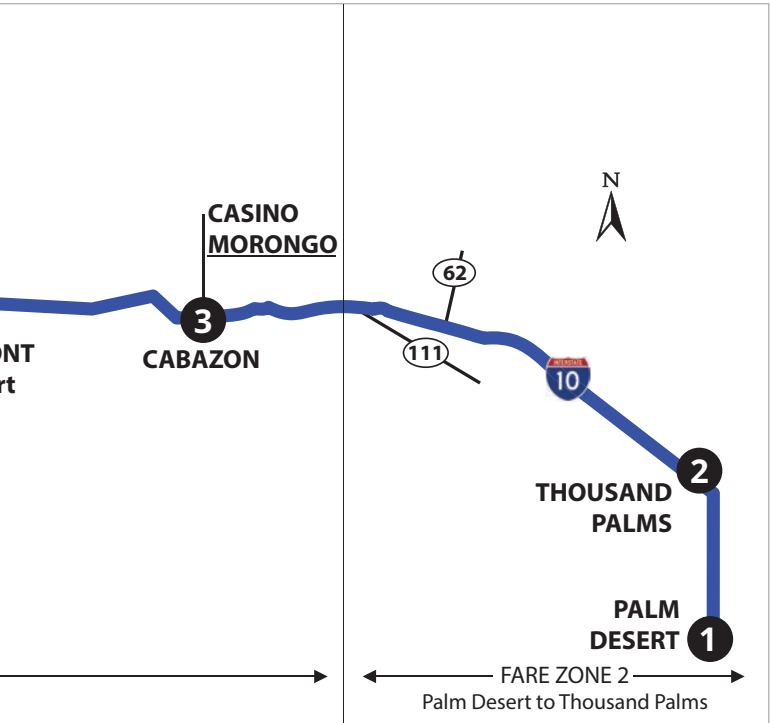 N
CASINO
MORONGO
62
3
CABAZON
111
ONT
rt
INTERSTATE
10
2
THOUSAND
PALMS
PALM
DESERT
1
FARE ZONE 2
Palm Desert to Thousand Palms